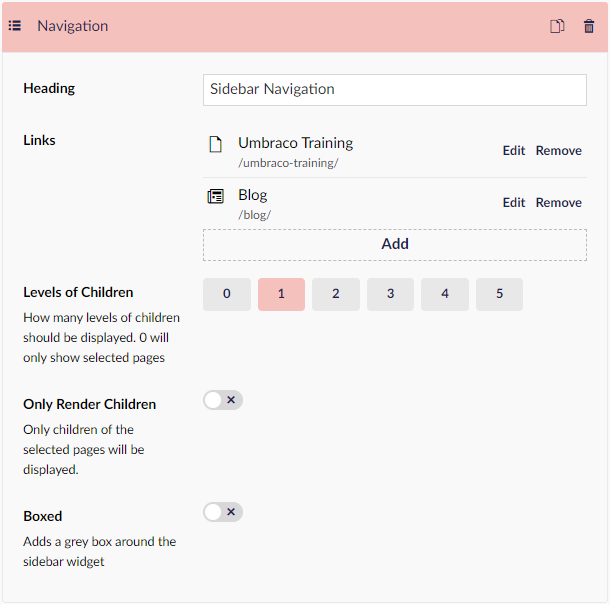 Navigation
Heading
Sidebar Navigation
Links
Umbraco Training
/umbraco-training/
Edit Remove
Blog
/blog/
Edit Remove
Add
Levels of Children
How many levels of children
should be displayed. 0 will
only show selected pages
0 1 2 3 4 5
Only Render Children
Only children of the
selected pages will be
displayed.
Boxed
Adds a grey box around the
sidebar widget